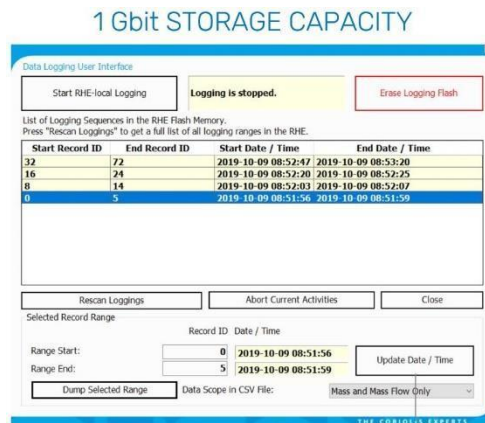 1 Gbit STORAGE CAPACITY
Data Logging User Interface
Start RHE-local Logging
Logging is stopped.
Erase Logging Flash
List of Logging Sequences in the RHE Flash Memory.
Press "Rescan Loggings" to get a full list of all logging ranges in the RHE.
Start Record ID End Record ID Start Date / Time End Date / Time
32 72 2019-10-09 08:52:47 2019-10-09 08:53:20
16 24 2019-10-09 08:52:20 2019-10-09 08:52:25
8 14 2019-10-09 08:52:03 2019-10-09 08:52:07
0 5 2019-10-09 08:51:56 2019-10-09 08:51:59
Rescan Loggings Abort Current Activities Close
Selected Record Range
Record ID Date / Time
Range Start: 0 2019-10-09 08:51:56
Update Date / Time
Range End: 5 2019-10-09 08:51:59
Dump Selected Range Data Scope in CSV File: Mass and Mass Flow Only
THE CORIOLIS EXPERTS